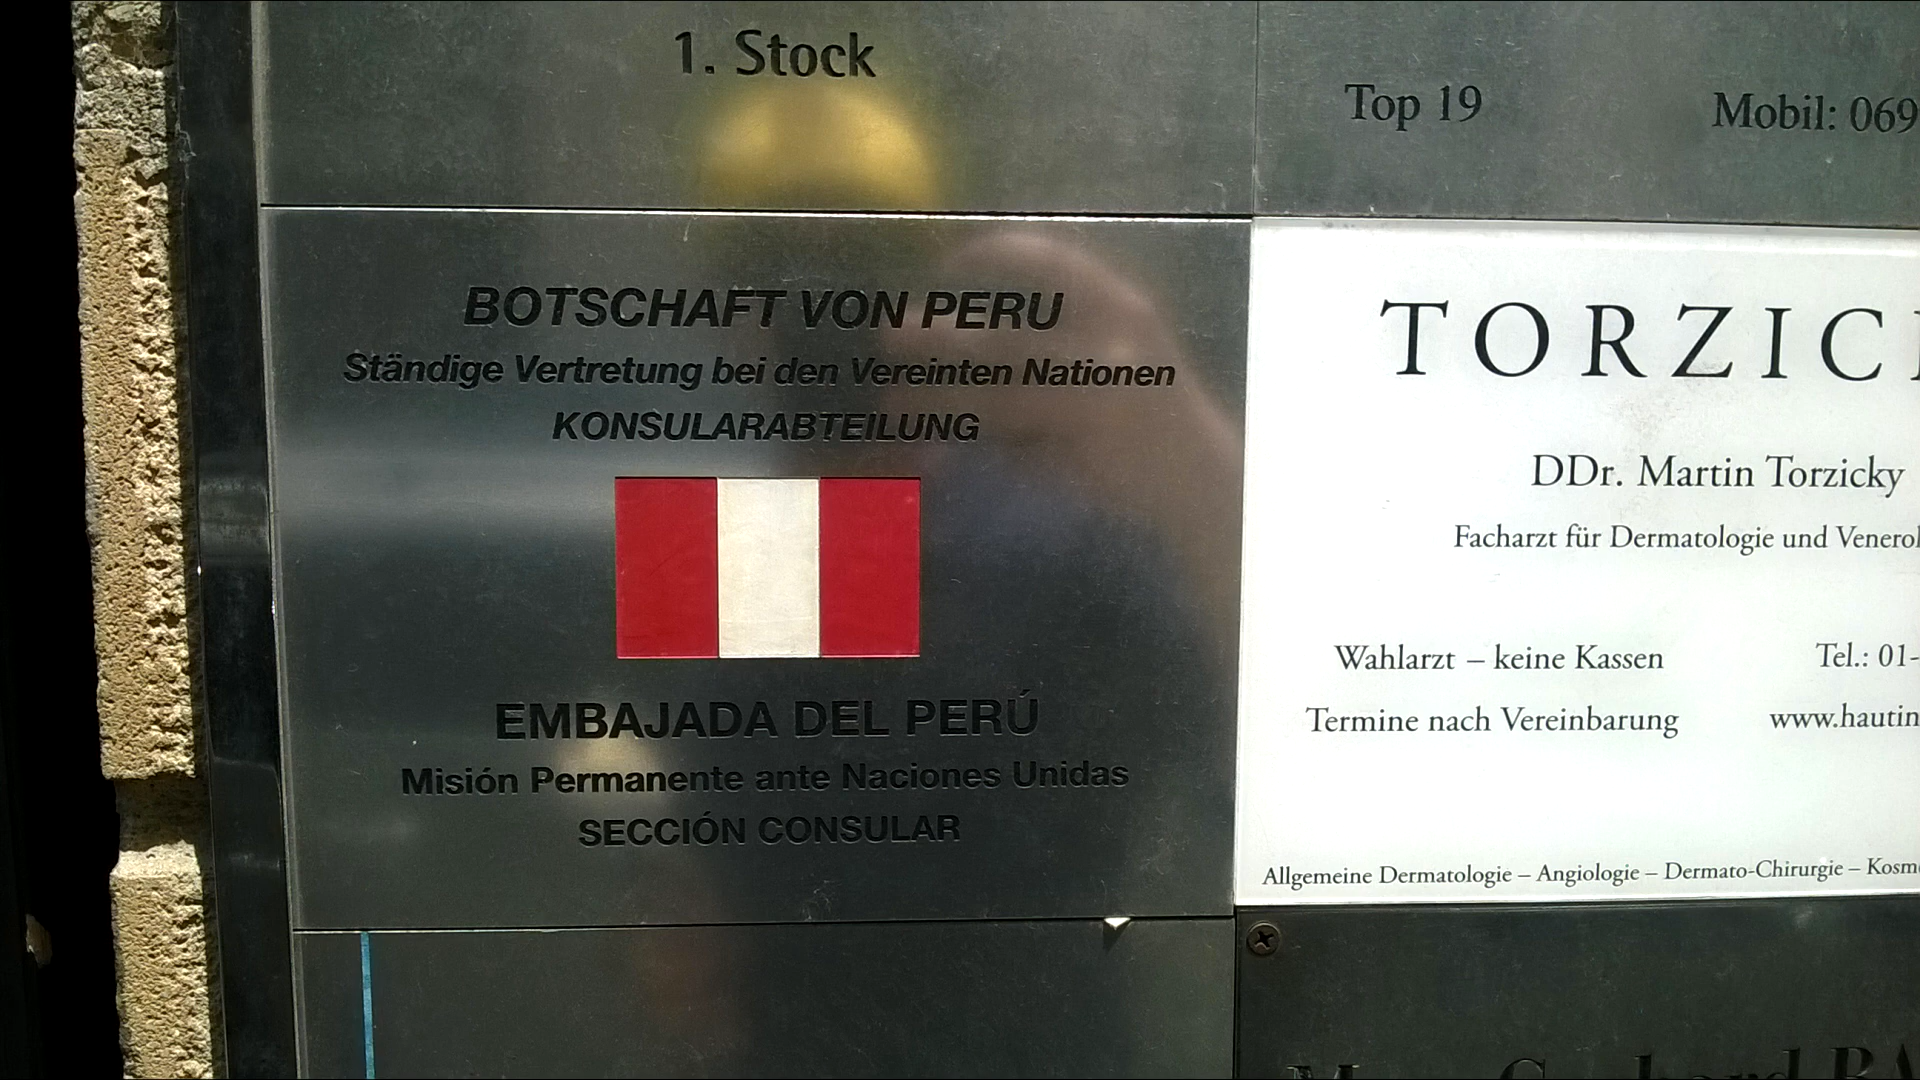 1. Stock
Top 19
Mobil: 069
BOTSCHAFT VON PERU
Ständige Vertretung bei den Vereinten Nationen
KONSULARABTEILUNG
EMBAJADA DEL PERÚ
Misión Permanente ante Naciones Unidas
SECCIÓN CONSULAR
TORZIC
DDr. Martin Torzicky
Facharzt für Dermatologie und Venerol
Wahlarzt – keine Kassen
Tel.: 01-
Termine nach Vereinbarung
www.hautin
Allgemeine Dermatologie – Angiologie – Dermato-Chirurgie – Kosm